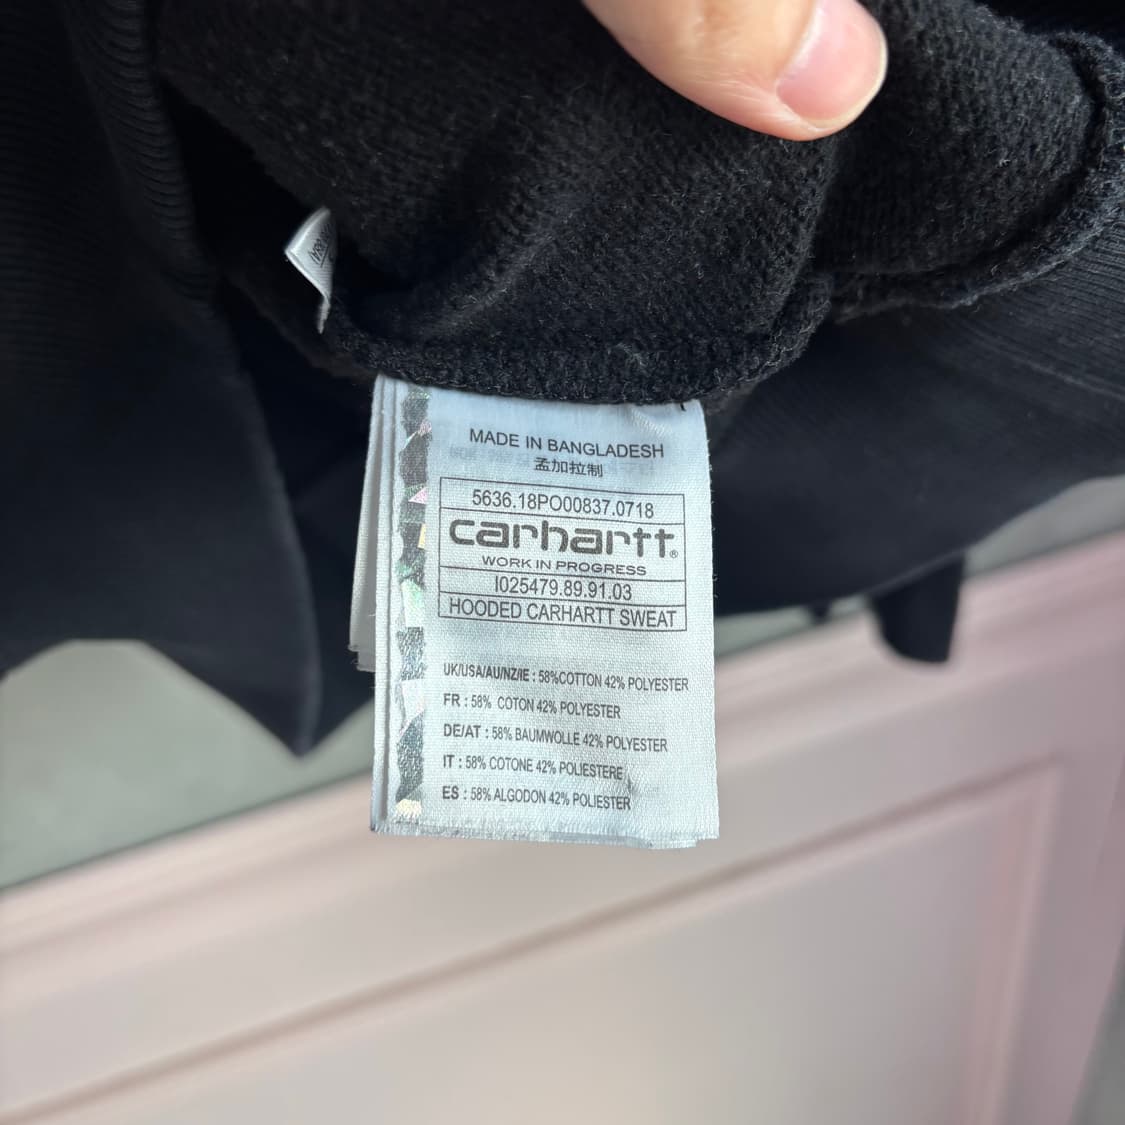 MADE IN BANGLADESH
孟加拉制
5636.18PO00837.0718
carhartt®
WORK IN PROGRESS
I025479.89.91.03
HOODED CARHARTT SWEAT
UK/USA/AU/NZ/IE : 58%COTTON 42% POLYESTER
FR : 58% COTON 42% POLYESTER
DE/AT : 58% BAUMWOLLE 42% POLYESTER
IT : 58% COTONE 42% POLIESTERE
ES : 58% ALGODON 42% POLIESTER